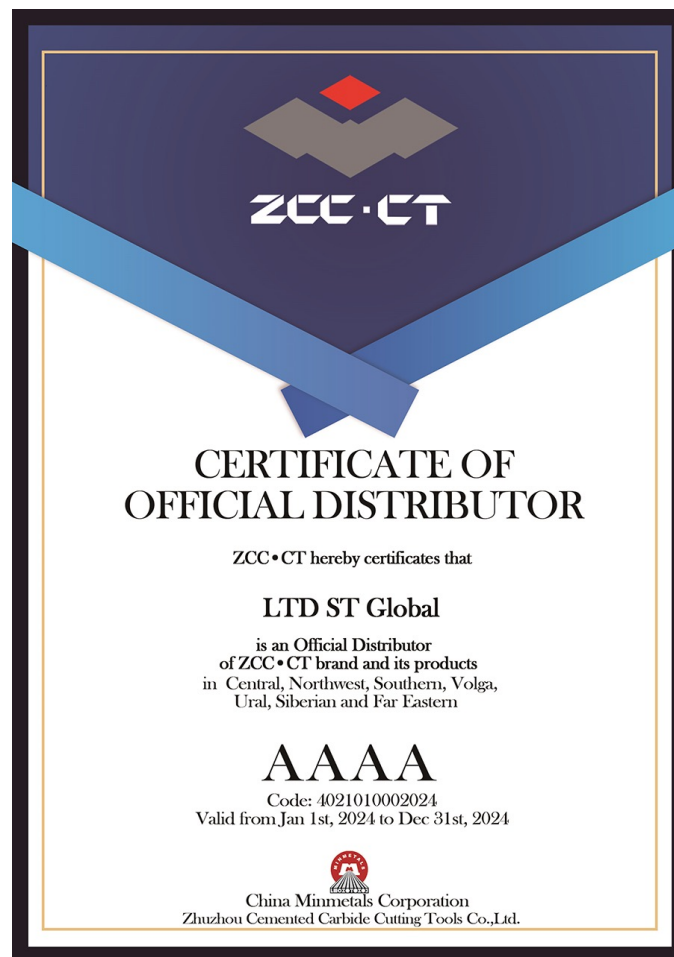 ZCC·CT
CERTIFICATE OF
OFFICIAL DISTRIBUTOR
ZCC•CT hereby certificates that
LTD ST Global
is an Official Distributor
of ZCC•CT brand and its products
in Central, Northwest, Southern, Volga,
Ural, Siberian and Far Eastern
AAAA
Code: 4021010002024
Valid from Jan 1st, 2024 to Dec 31st, 2024
MINMETALS
China Minmetals Corporation
Zhuzhou Cemented Carbide Cutting Tools Co.,Ltd.